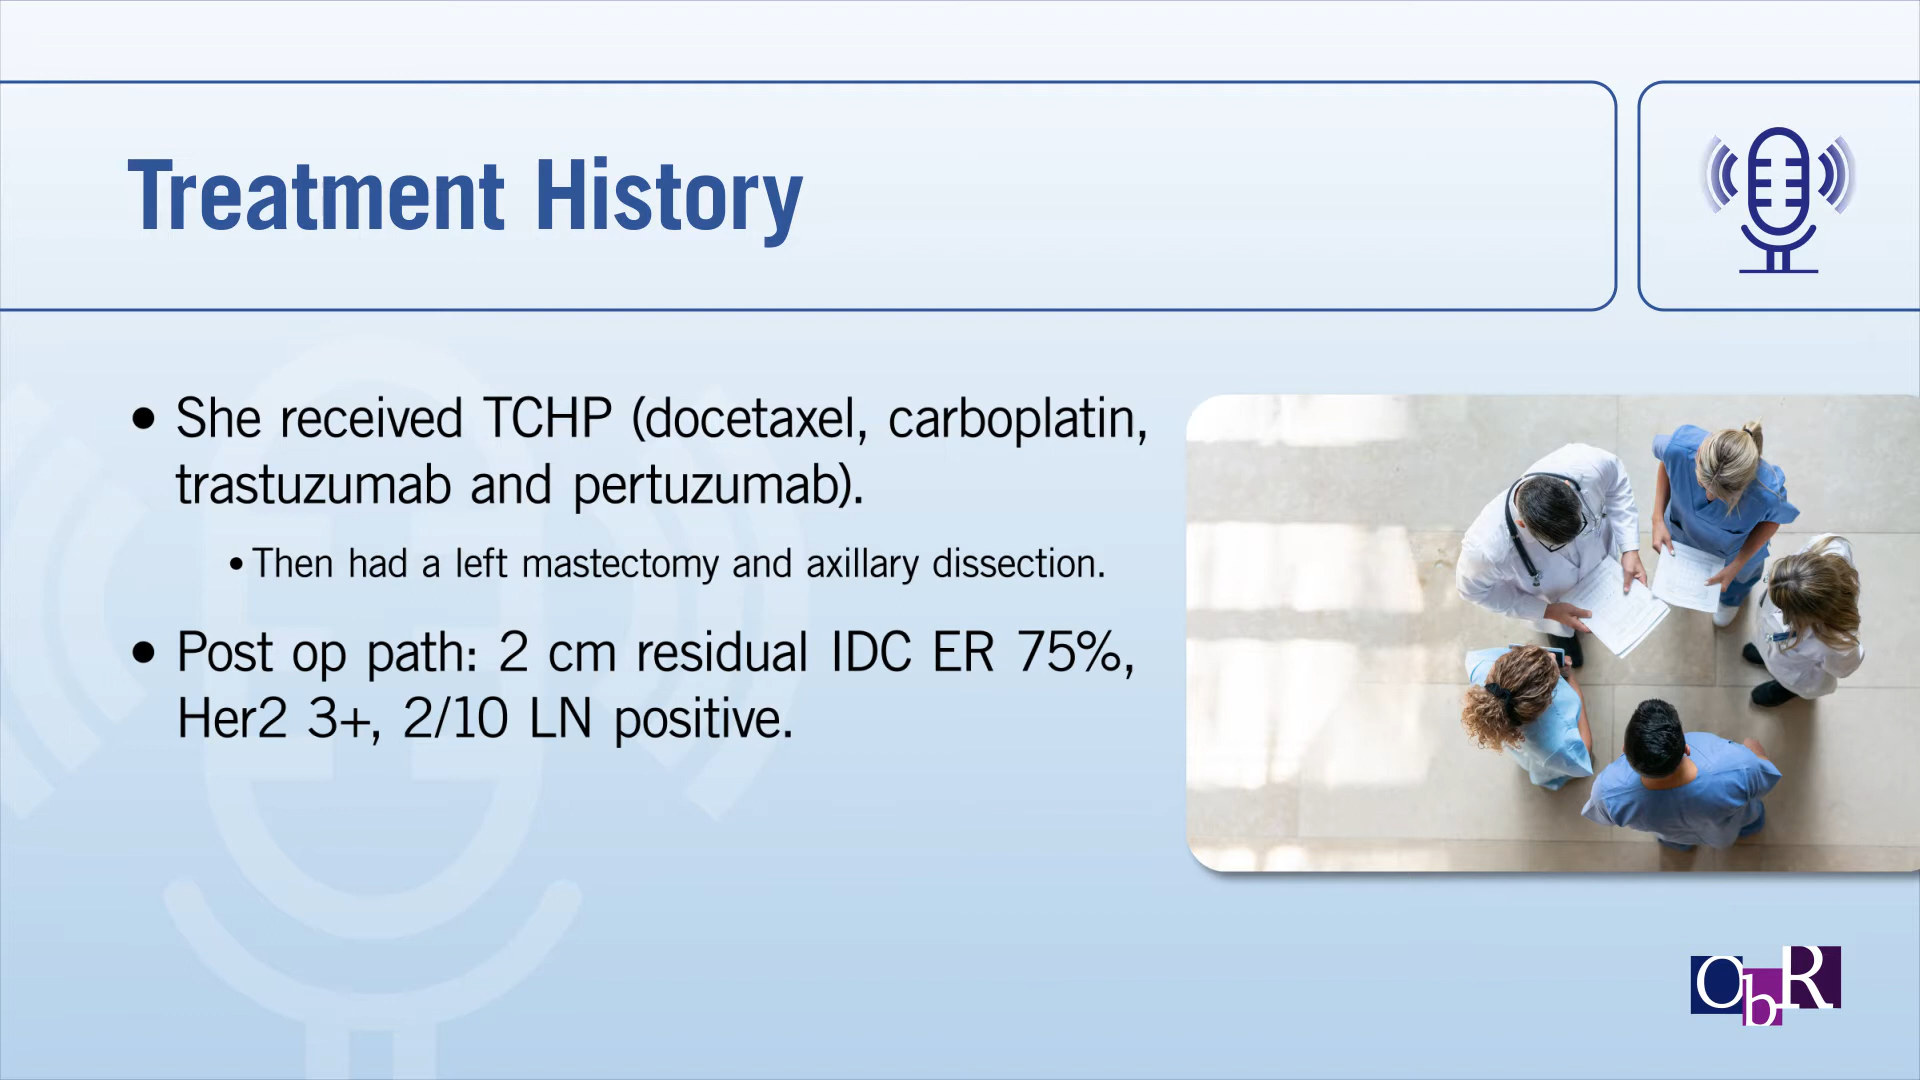 Treatment History
• She received TCHP (docetaxel, carboplatin,
trastuzumab and pertuzumab).
• Then had a left mastectomy and axillary dissection.
• Post op path: 2 cm residual IDC ER 75%,
Her2 3+, 2/10 LN positive.
ObR